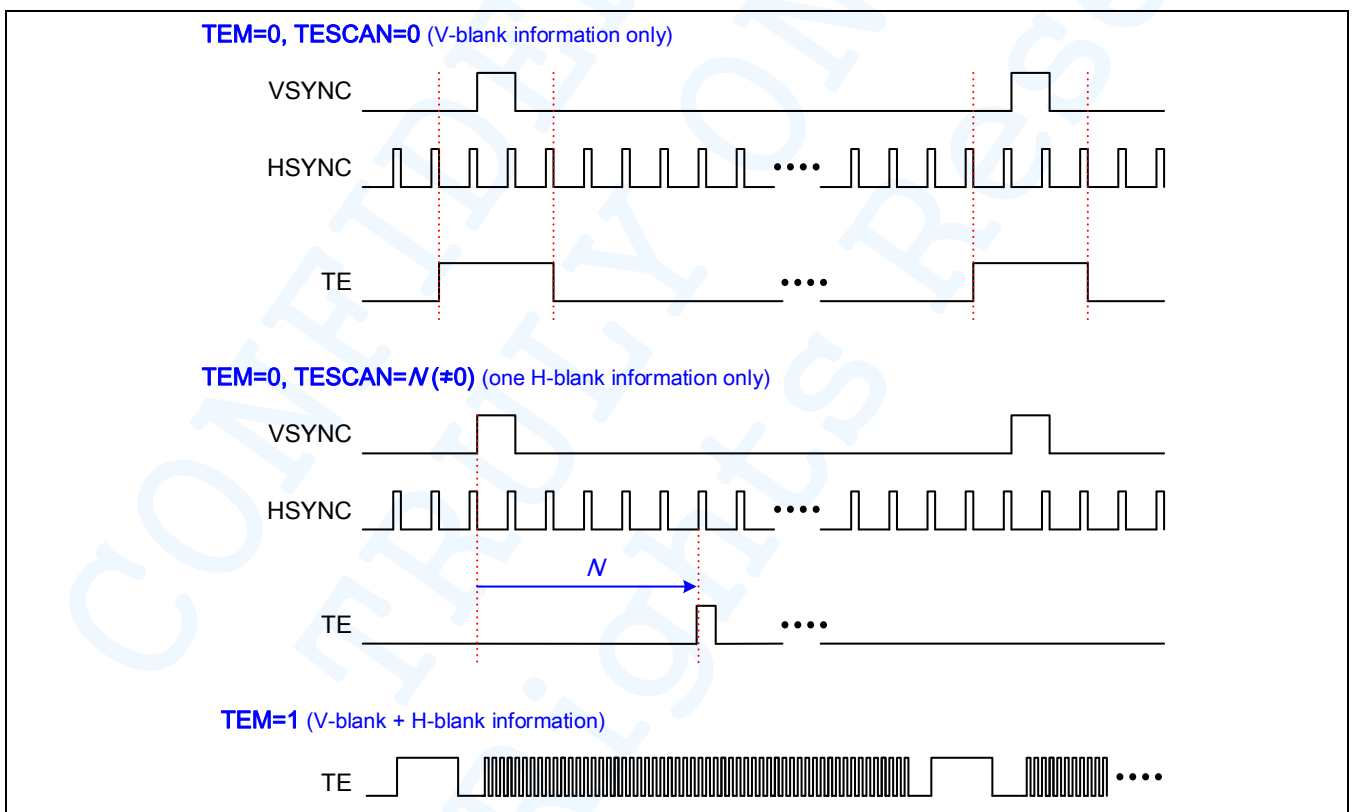 TEM=0, TESCAN=0 (V-blank information only)
VSYNC
HSYNC
TE
TEM=0, TESCAN=N (≠0) (one H-blank information only)
VSYNC
HSYNC
N
TE
TEM=1 (V-blank + H-blank information)
TE